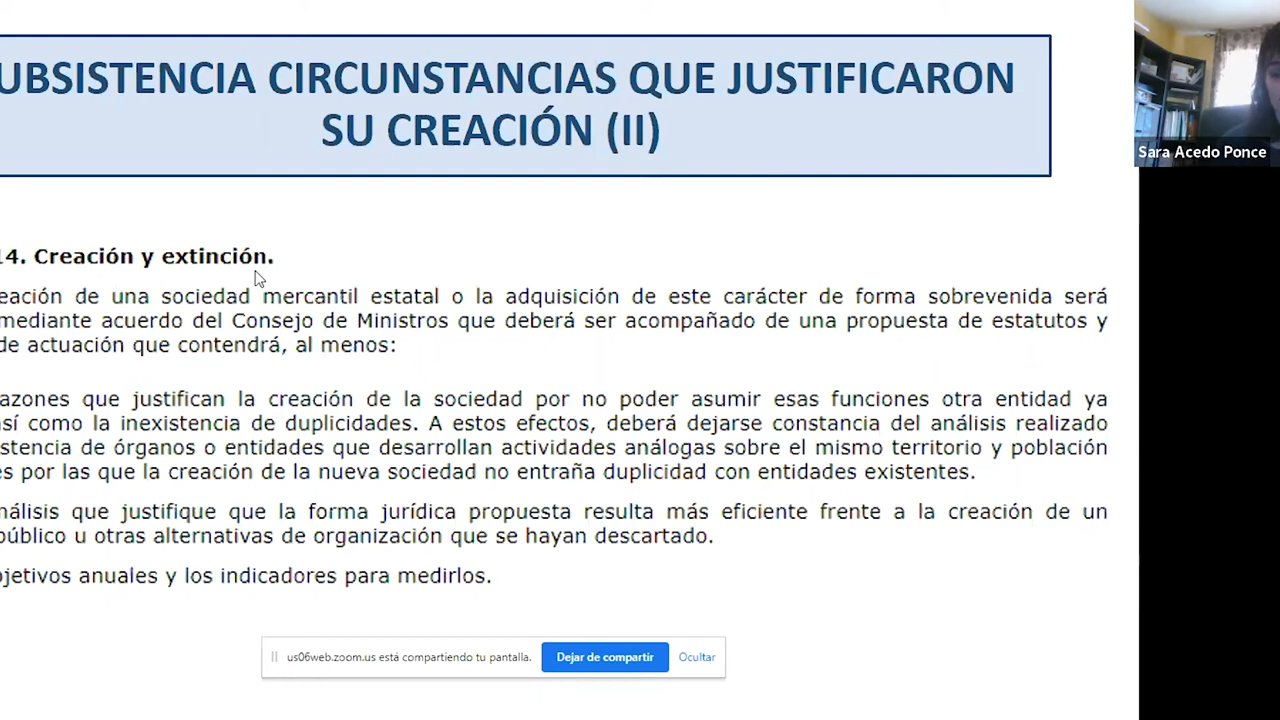 UBSISTENCIA CIRCUNSTANCIAS QUE JUSTIFICARON
SU CREACIÓN (II)
Sara Acedo Ponce
14. Creación y extinción.
eación de una sociedad mercantil estatal o la adquisición de este carácter de forma sobrevenida será
mediante acuerdo del Consejo de Ministros que deberá ser acompañado de una propuesta de estatutos y
de actuación que contendrá, al menos:
azones que justifican la creación de la sociedad por no poder asumir esas funciones otra entidad ya
así como la inexistencia de duplicidades. A estos efectos, deberá dejarse constancia del análisis realizado
istencia de órganos o entidades que desarrollan actividades análogas sobre el mismo territorio y población
es por las que la creación de la nueva sociedad no entraña duplicidad con entidades existentes.
nálisis que justifique que la forma jurídica propuesta resulta más eficiente frente a la creación de un
público u otras alternativas de organización que se hayan descartado.
bjetivos anuales y los indicadores para medirlos.
us06web.zoom.us está compartiendo tu pantalla. Dejar de compartir Ocultar